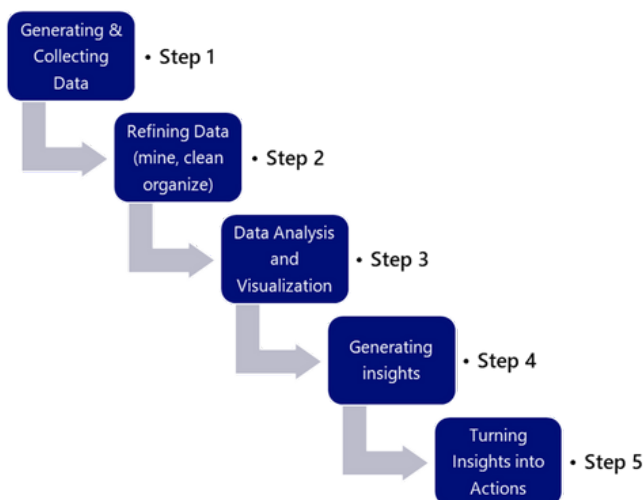 Generating &
Collecting
Data
• Step 1
Refining Data
(mine, clean
organize)
• Step 2
Data Analysis
and
Visualization
• Step 3
Generating
insights
• Step 4
Turning
Insights into
Actions
• Step 5